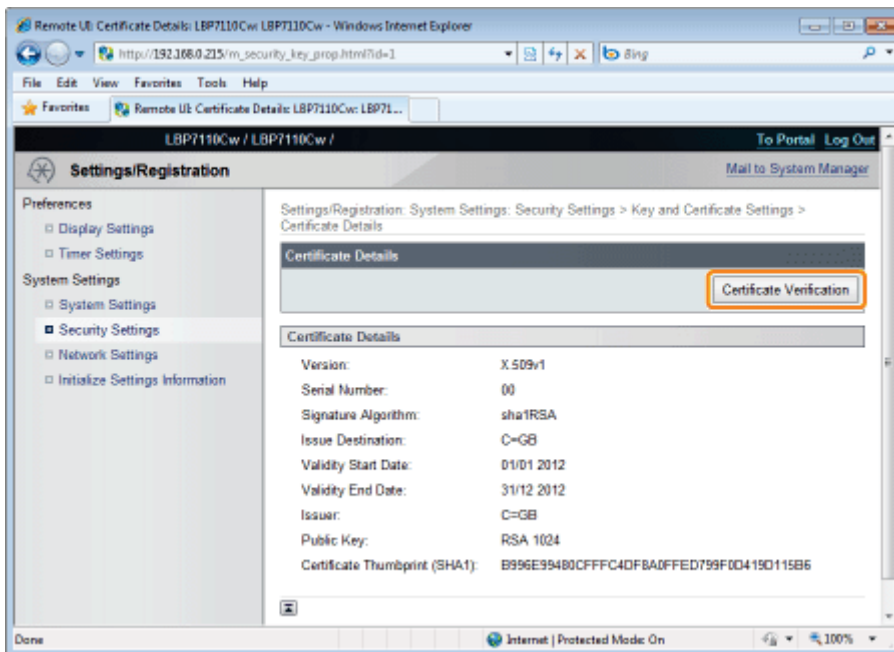 Remote UI: Certificate Details: LBP7110Cw: LBP7110Cw - Windows Internet Explorer
http://192.168.0.215/m_security_key_prop.html?id=1
Bing
File Edit View Favorites Tools Help
Favorites Remote UI: Certificate Details: LBP7110Cw: LBP71...
LBP7110Cw / LBP7110Cw / To Portal Log Out
Settings/Registration Mail to System Manager
Preferences
Display Settings
Timer Settings
System Settings
System Settings
Security Settings
Network Settings
Initialize Settings Information
Settings/Registration: System Settings: Security Settings > Key and Certificate Settings >
Certificate Details
Certificate Details
Certificate Verification
Certificate Details
Version: X.509v1
Serial Number: 00
Signature Algorithm: sha1RSA
Issue Destination: C=GB
Validity Start Date: 01/01 2012
Validity End Date: 31/12 2012
Issuer: C=GB
Public Key: RSA 1024
Certificate Thumbprint (SHA1): B996E99480CFFFC4DF8A0FFED799F0D419D115B6
Done Internet | Protected Mode: On 100%